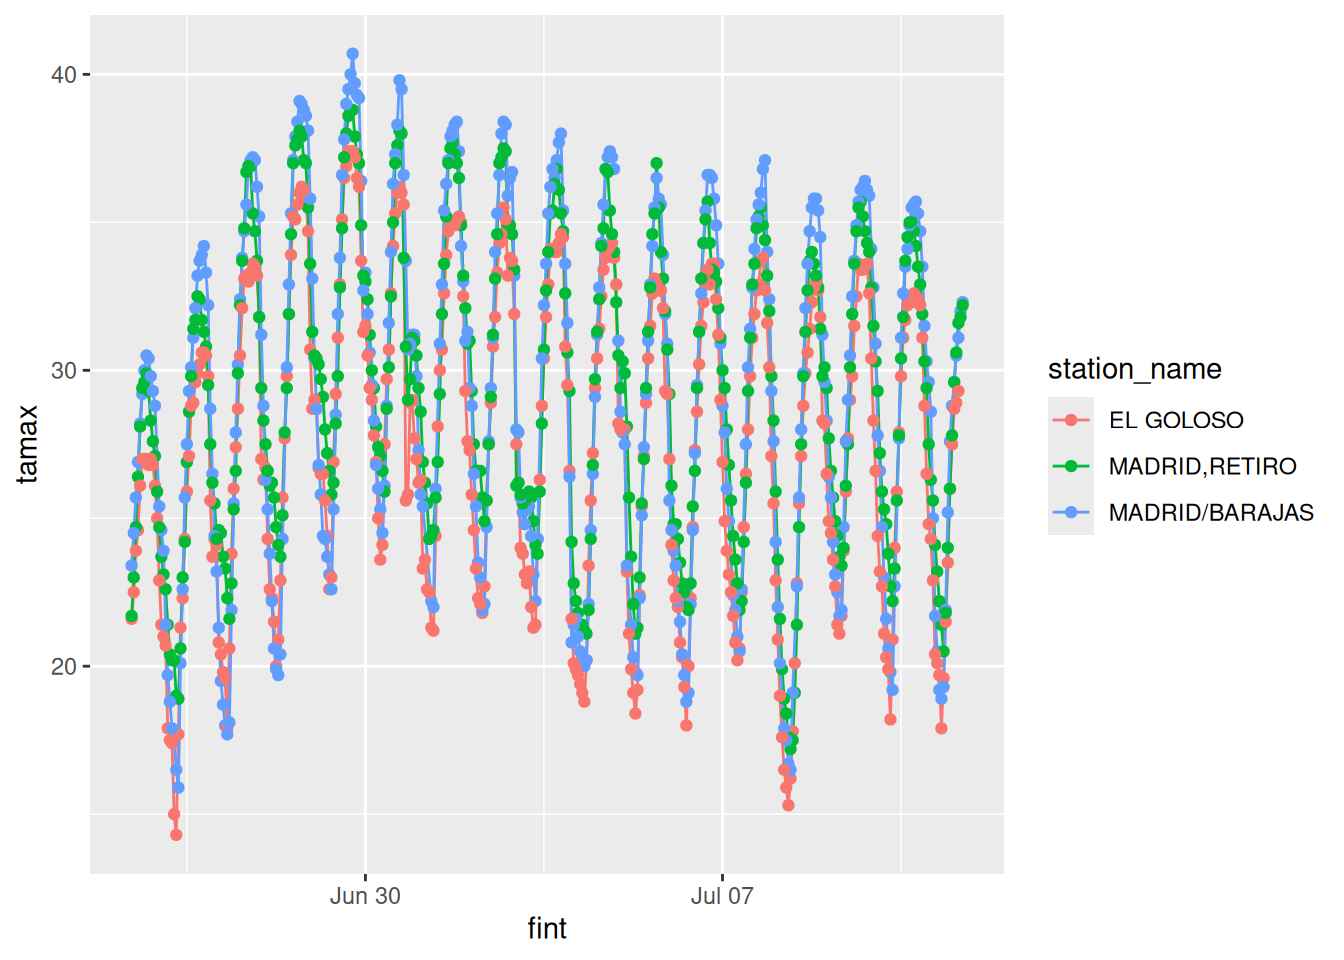 40
30
20
tamax
Jun 30
Jul 07
fint
station_name
EL GOLOSO
MADRID,RETIRO
MADRID/BARAJAS